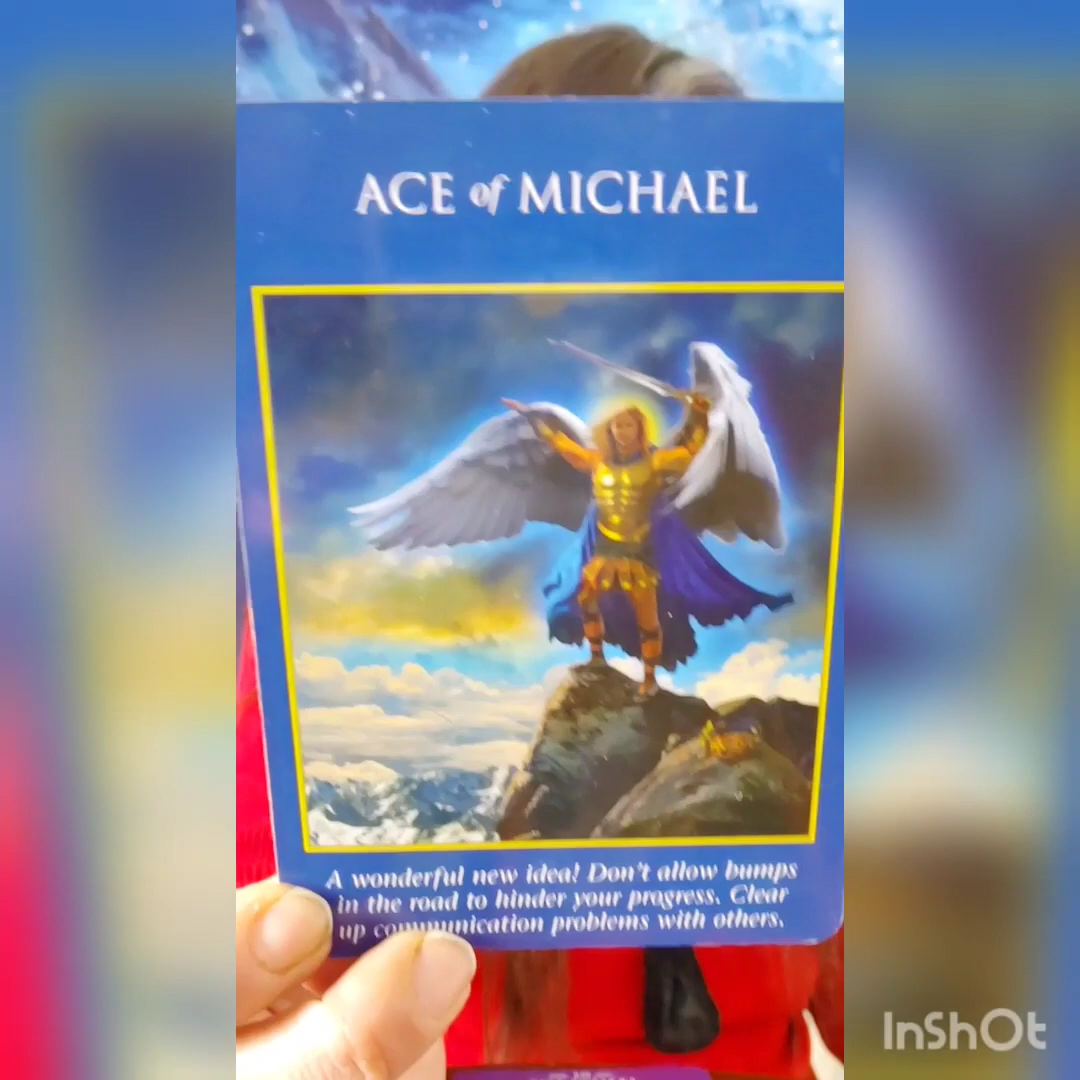 ACE of MICHAEL
A wonderful new idea! Don't allow bumps
in the road to hinder your progress. Clear
up communication problems with others.
InShOt